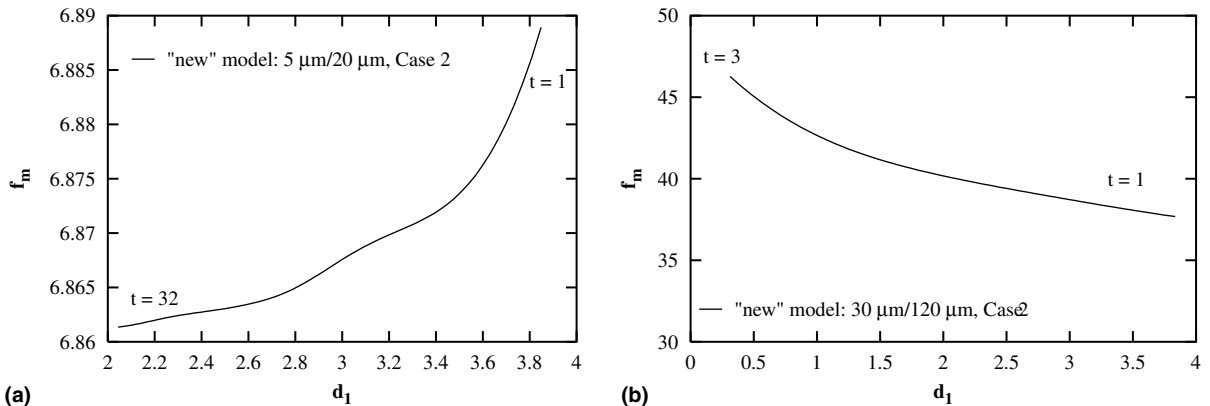 6.89
6.885
6.88
6.875
6.87
6.865
6.86
f_m
"new" model: 5 μm/20 μm, Case 2
t = 1
t = 32
2 2.2 2.4 2.6 2.8 3 3.2 3.4 3.6 3.8 4
(a) d_1
50
45
40
35
30
f_m
t = 3
t = 1
"new" model: 30 μm/120 μm, Case2
0 0.5 1 1.5 2 2.5 3 3.5 4
(b) d_1